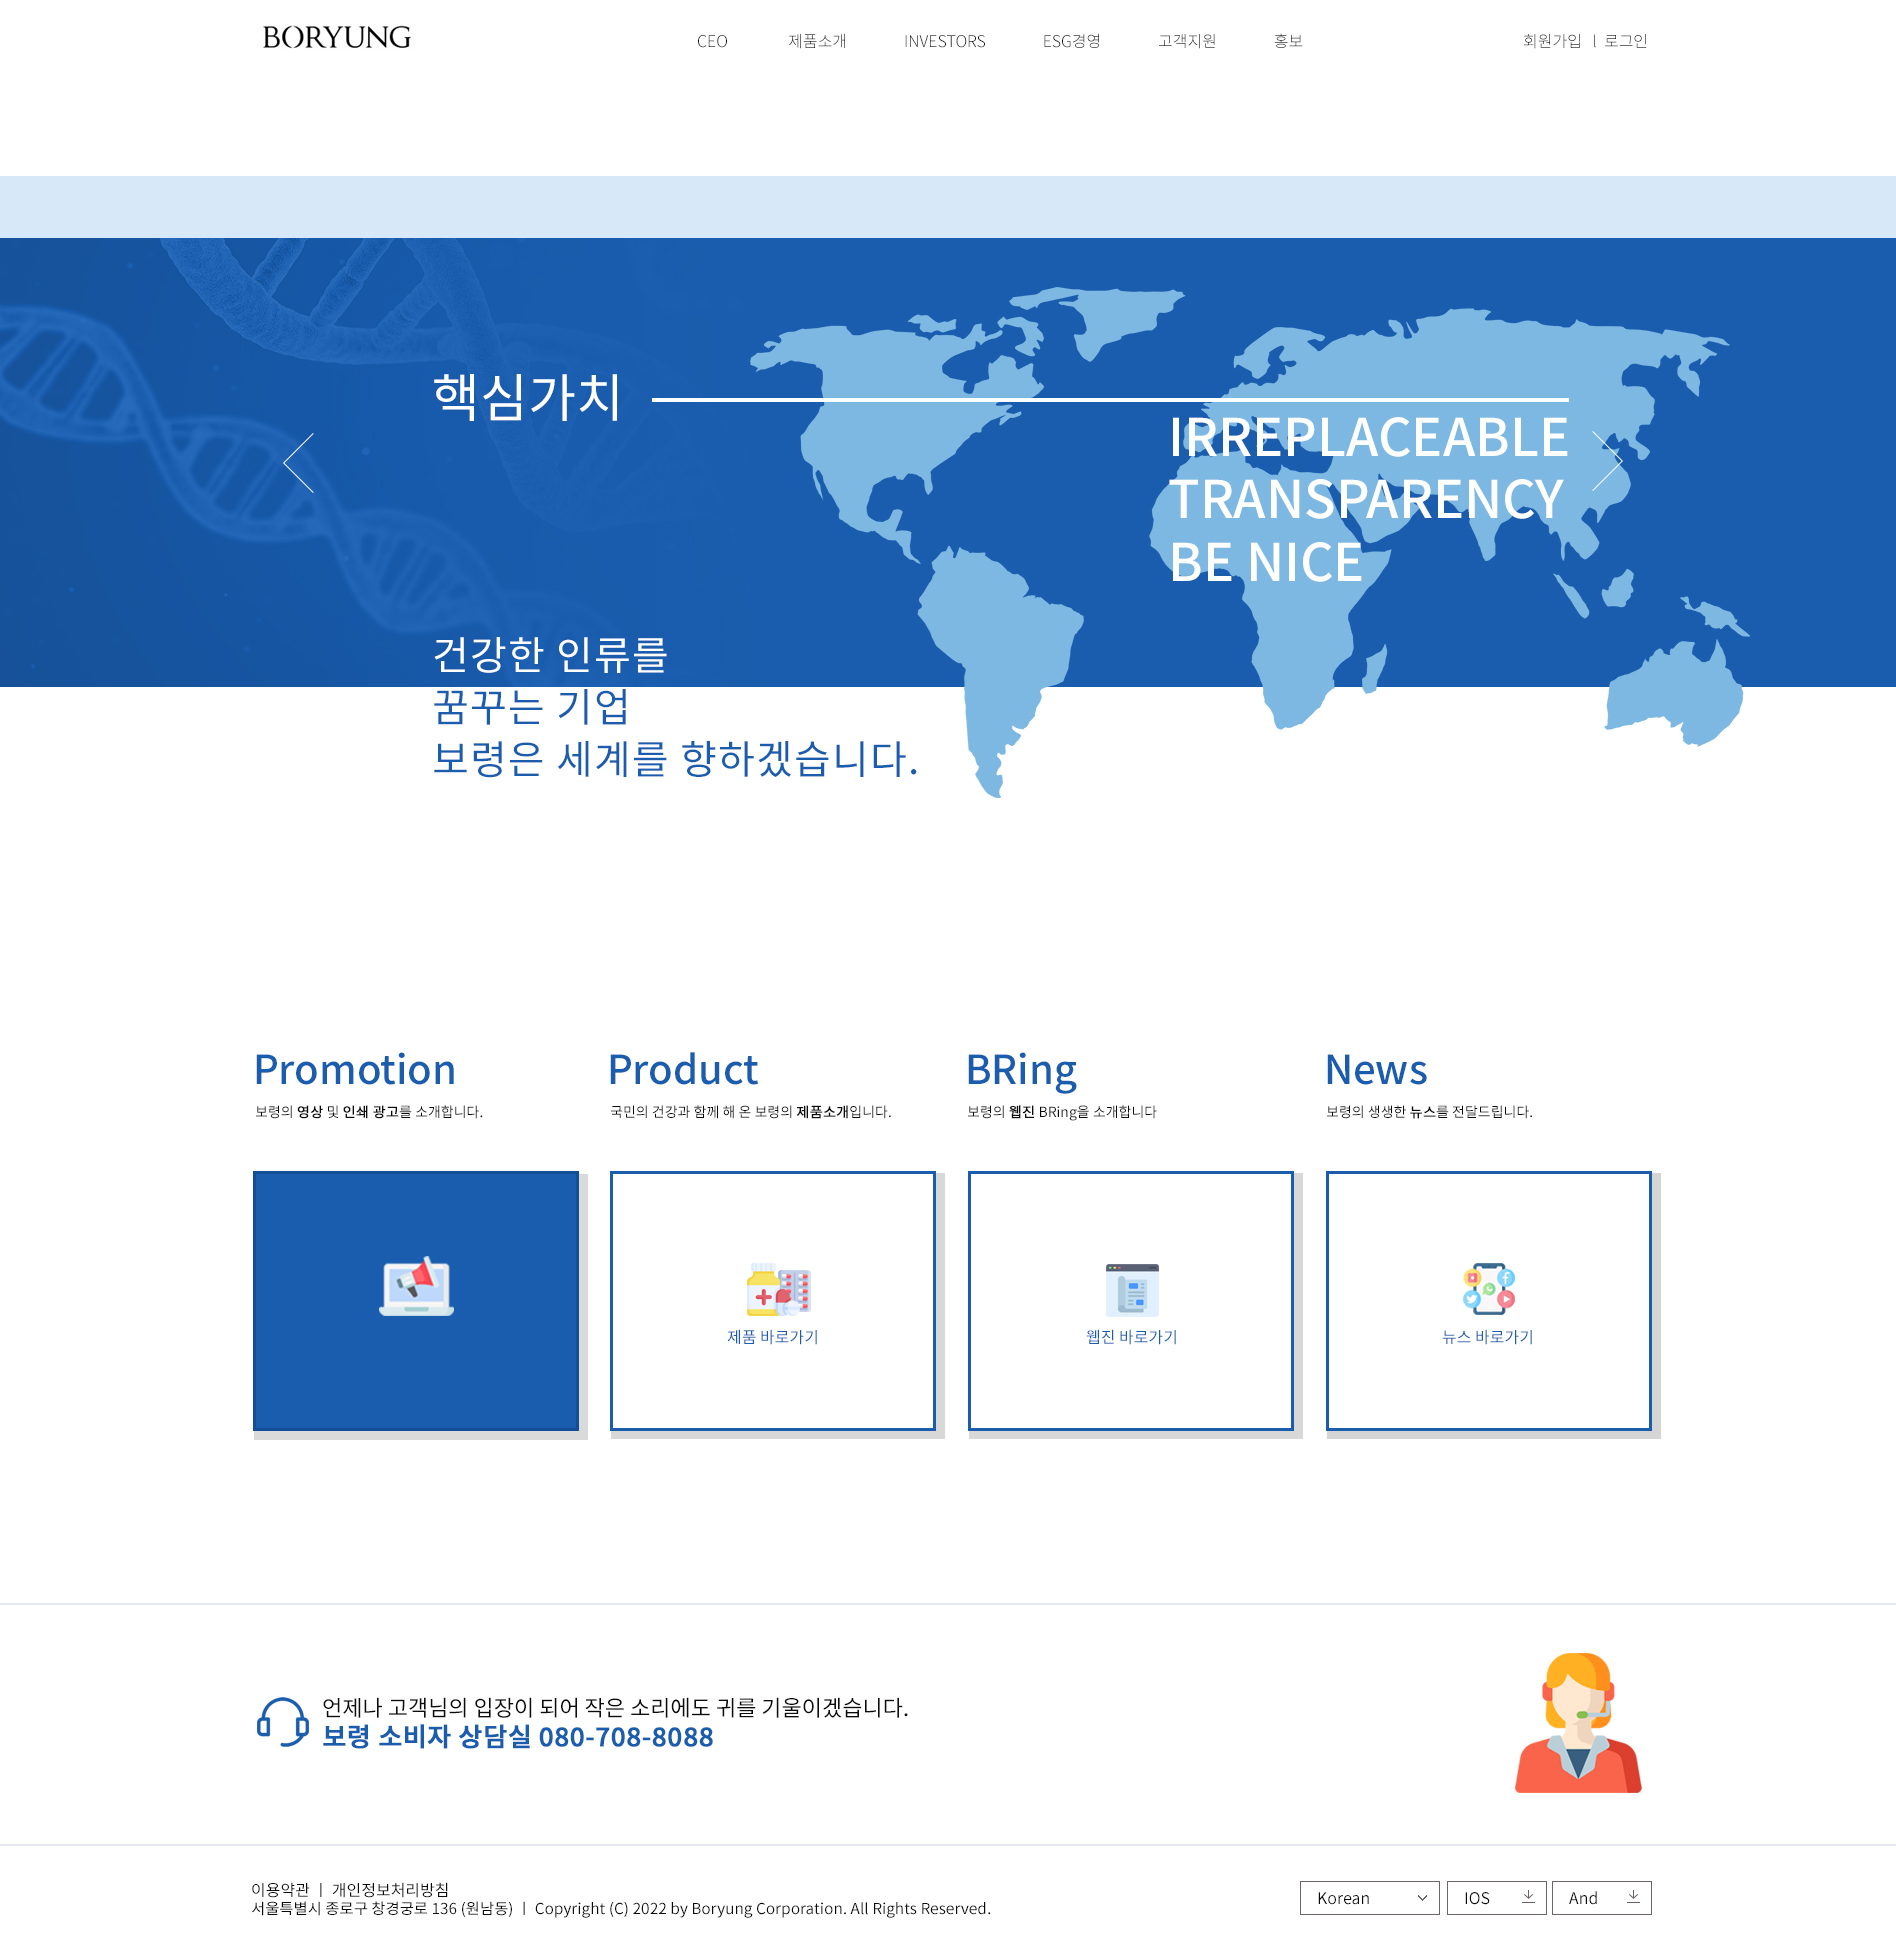 BORYUNG
CEO
제품소개
INVESTORS
ESG경영
고객지원
홍보
회원가입 ㅣ 로그인
핵심가치
IRREPLACEABLE
TRANSPARENCY
BE NICE
건강한 인류를
꿈꾸는 기업
보령은 세계를 향하겠습니다.
Promotion
보령의 영상 및 인쇄 광고를 소개합니다.
Product
국민의 건강과 함께 해 온 보령의 제품소개입니다.
BRing
보령의 웹진 BRing을 소개합니다
News
보령의 생생한 뉴스를 전달드립니다.
제품 바로가기
웹진 바로가기
뉴스 바로가기
언제나 고객님의 입장이 되어 작은 소리에도 귀를 기울이겠습니다.
보령 소비자 상담실 080-708-8088
이용약관 ㅣ 개인정보처리방침
서울특별시 종로구 창경궁로 136 (원남동) ㅣ Copyright (C) 2022 by Boryung Corporation. All Rights Reserved.
Korean
IOS
And